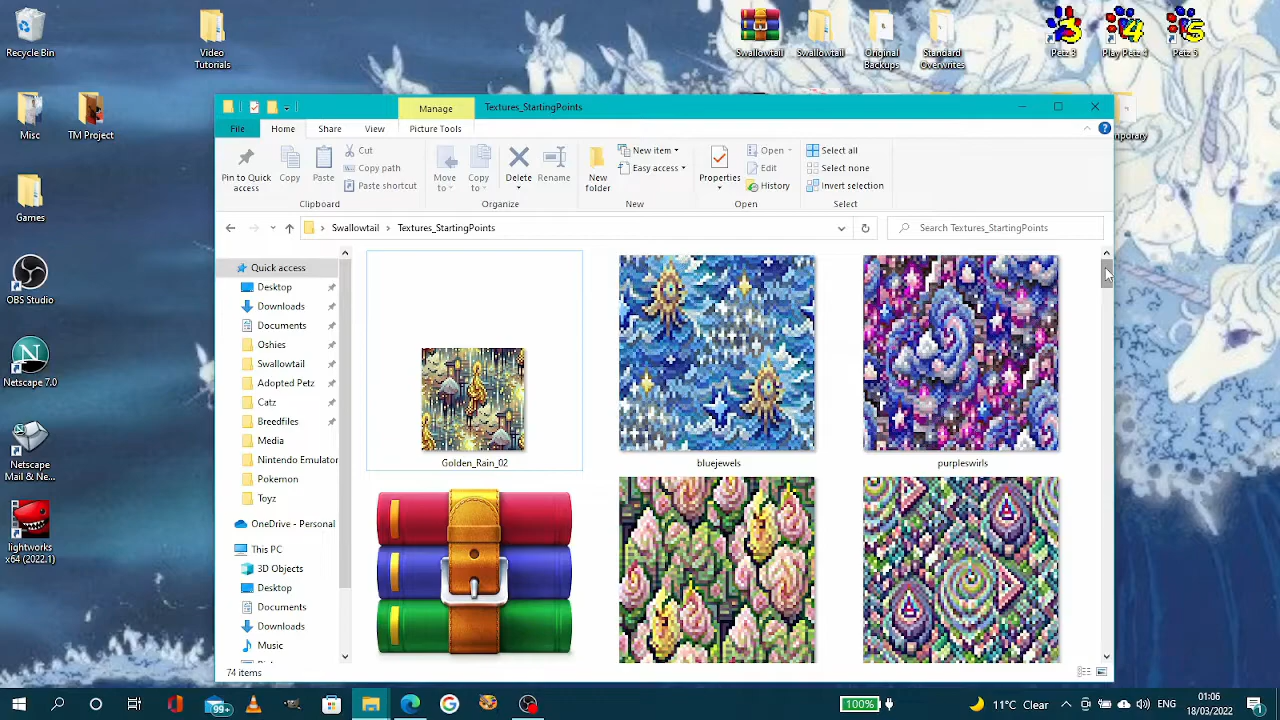 Recycle Bin
Video
Tutorials
Swallowtail
Swallowtail
Original
Backups
Standard
Overwrites
Petz 3
Play Petz 4
Petz 5
Misc
TM Project
Games
OBS Studio
Netscape 7.0
Netscape
Mail & Ne...
lightworks
x64 (2022.1)
Manage
Textures_StartingPoints
File
Home
Share
View
Picture Tools
Pin to Quick
access
Copy
Paste
Cut
Copy path
Paste shortcut
Clipboard
Move
to
Copy
to
Delete
Rename
Organize
New
folder
New item
Easy access
New
Properties
Open
Edit
History
Open
Select all
Select none
Invert selection
Select
Swallowtail
Textures_StartingPoints
Search Textures_StartingPoints
Quick access
Desktop
Downloads
Documents
Oshies
Swallowtail
Adopted Petz
Catz
Breedfiles
Media
Nintendo Emulator
Pokemon
Toyz
OneDrive - Personal
This PC
3D Objects
Desktop
Documents
Downloads
Music
Golden_Rain_02
bluejewels
purpleswirls
74 items
99+
100%
11°C Clear
ENG
01:06
18/03/2022
1